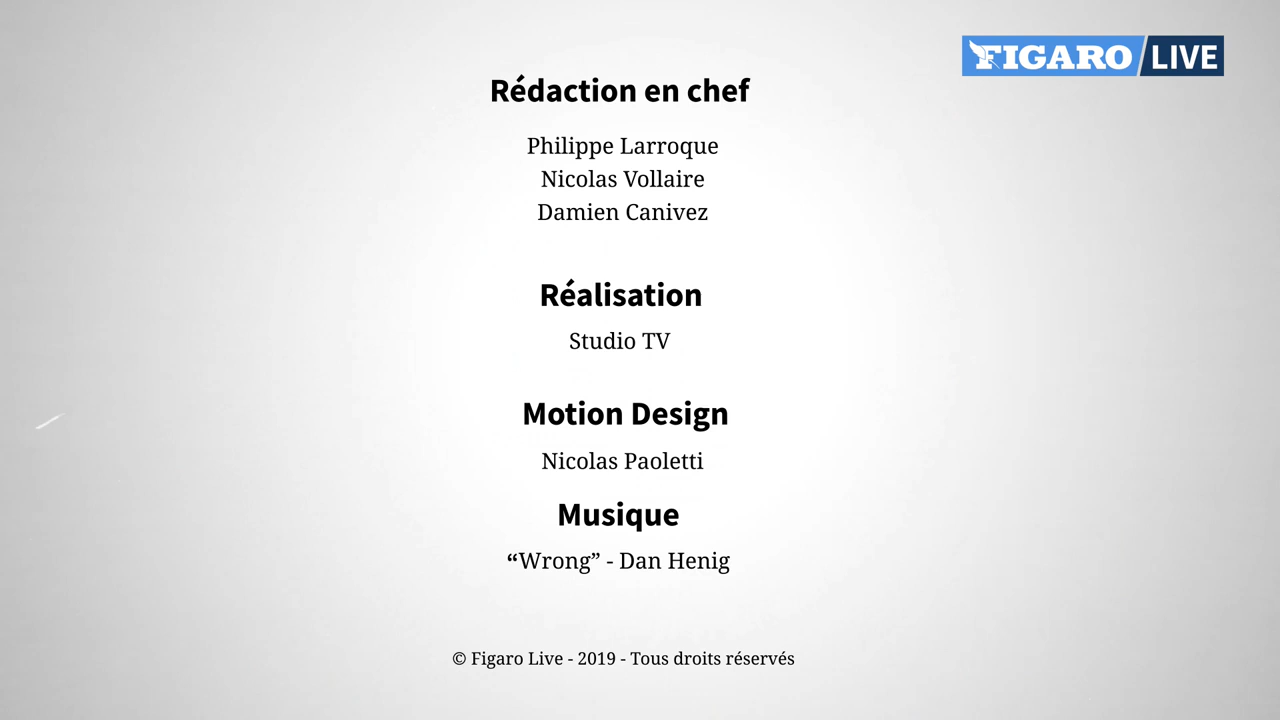 FIGARO LIVE
Rédaction en chef
Philippe Larroque
Nicolas Vollaire
Damien Canivez
Réalisation
Studio TV
Motion Design
Nicolas Paoletti
Musique
“Wrong” - Dan Henig
© Figaro Live - 2019 - Tous droits réservés